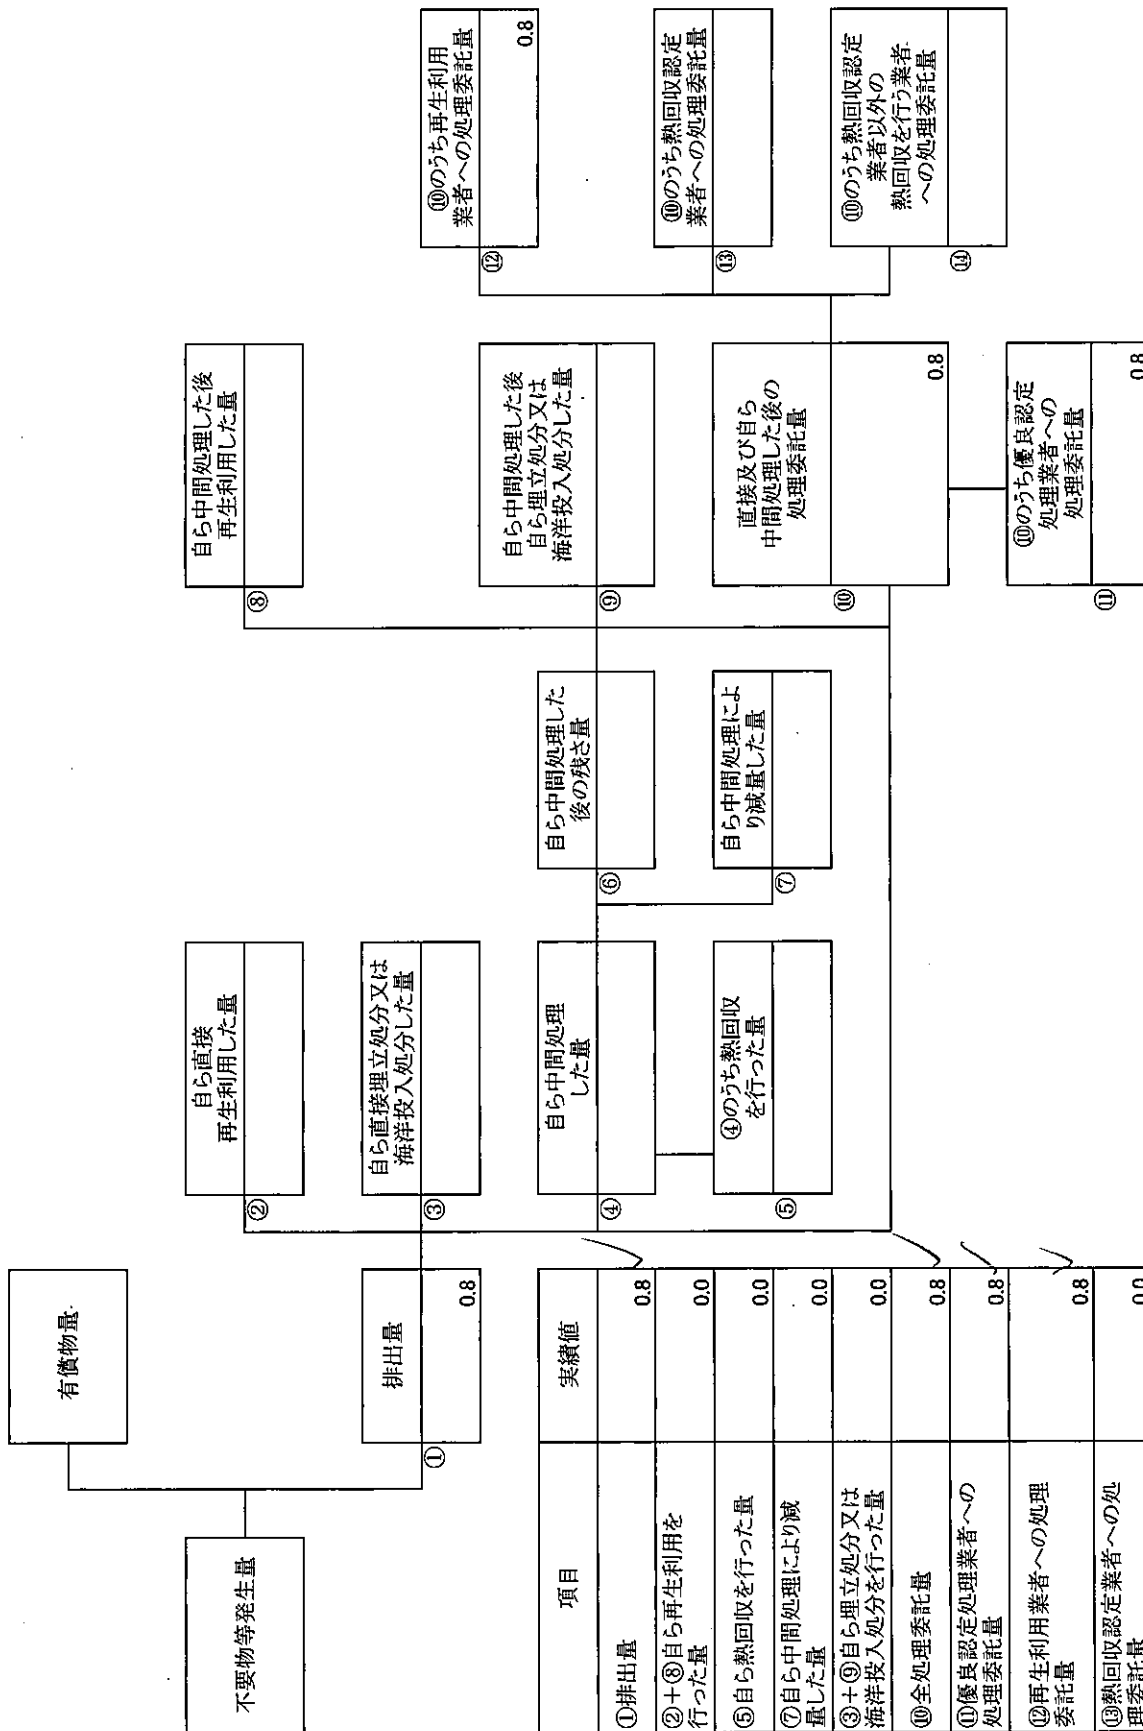 不要物等発生量
有償物量
①
排出量
0.8
②
自ら直接
再生利用した量
③
自ら直接埋立処分又は
海洋投入処分した量
④
自ら中間処理
した量
⑤
④のうち熱回収
を行った量
⑥
自ら中間処理した
後の残さ量
⑦
自ら中間処理によ
り減量した量
⑧
自ら中間処理した後
再生利用した量
⑨
自ら中間処理した後
自ら埋立処分又は
海洋投入処分した量
⑩
直接及び自ら
中間処理した後の
処理委託量
0.8
⑪
⑩のうち優良認定
処理業者への
処理委託量
0.8
⑫
⑩のうち再生利用
業者への処理委託量
0.8
⑬
⑩のうち熱回収認定
業者への処理委託量
⑭
⑩のうち熱回収認定
業者以外の
熱回収を行う業者
への処理委託量
項目 実績値
①排出量 0.8
②+⑧自ら再生利用を
行った量 0.0
⑤自ら熱回収を行った量 0.0
⑦自ら中間処理により減
量した量 0.0
③+⑨自ら埋立処分又は
海洋投入処分を行った量 0.0
⑩全処理委託量 0.8
⑪優良認定処理業者への
処理委託量 0.8
⑫再生利用業者への処理
委託量 0.8
⑬熱回収認定業者への処
理委託量 0.0